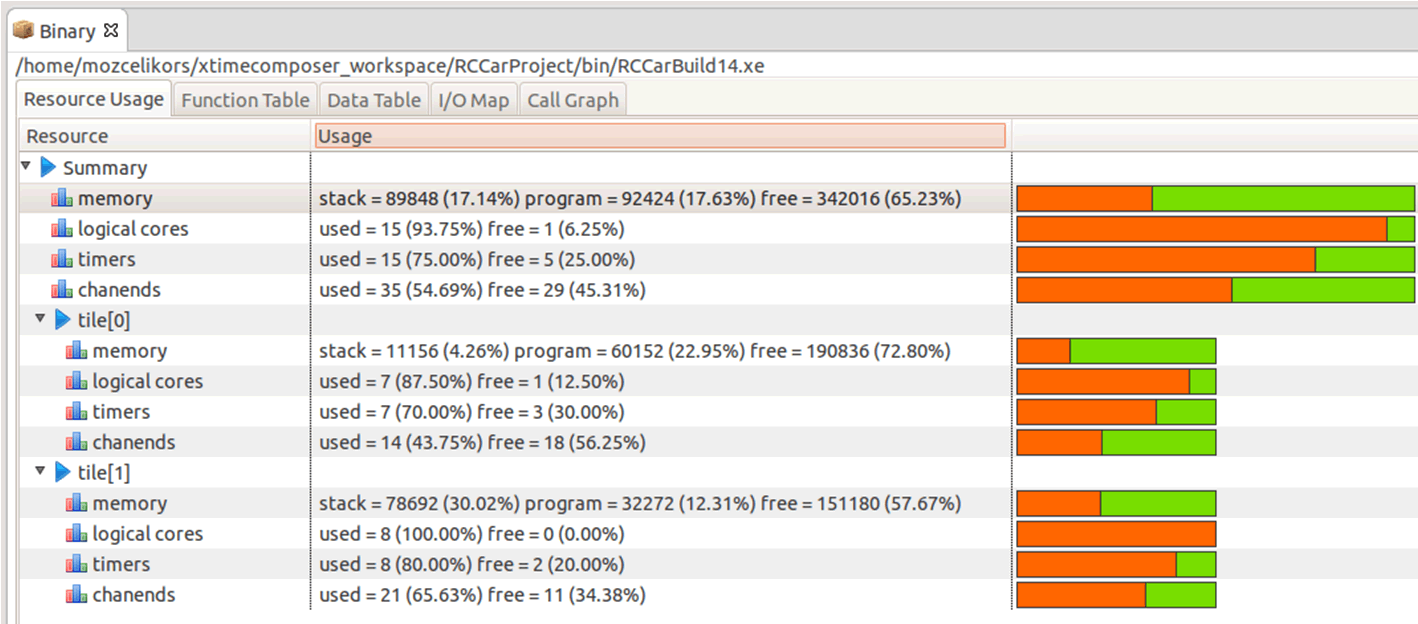 Binary
/home/mozcelikors/xtimecomposer_workspace/RCCarProject/bin/RCCarBuild14.xe
Resource Usage Function Table Data Table I/O Map Call Graph
Resource Usage
Summary
memory stack = 89848 (17.14%) program = 92424 (17.63%) free = 342016 (65.23%)
logical cores used = 15 (93.75%) free = 1 (6.25%)
timers used = 15 (75.00%) free = 5 (25.00%)
chanends used = 35 (54.69%) free = 29 (45.31%)
tile[0]
memory stack = 11156 (4.26%) program = 60152 (22.95%) free = 190836 (72.80%)
logical cores used = 7 (87.50%) free = 1 (12.50%)
timers used = 7 (70.00%) free = 3 (30.00%)
chanends used = 14 (43.75%) free = 18 (56.25%)
tile[1]
memory stack = 78692 (30.02%) program = 32272 (12.31%) free = 151180 (57.67%)
logical cores used = 8 (100.00%) free = 0 (0.00%)
timers used = 8 (80.00%) free = 2 (20.00%)
chanends used = 21 (65.63%) free = 11 (34.38%)